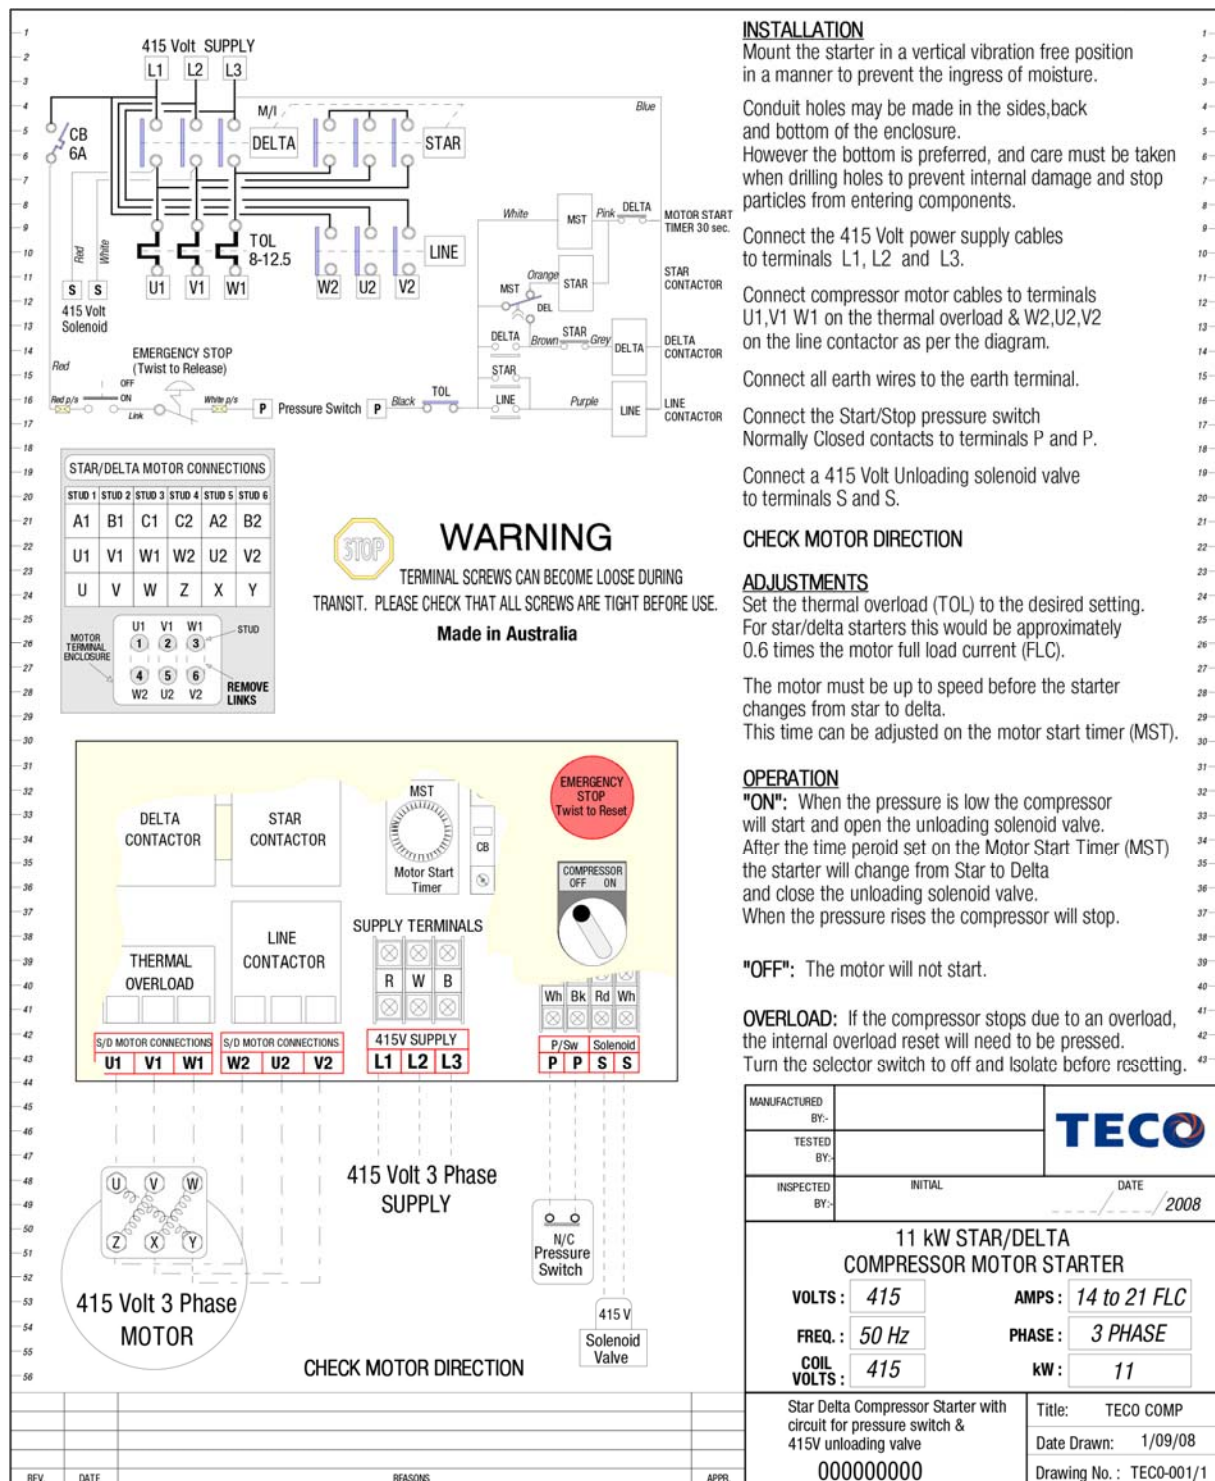 415 Volt SUPPLY
L1 L2 L3
M/I
Blue
CB
6A
DELTA
STAR
White
MST
Pink
DELTA
MOTOR START
TIMER 30 sec.
Red
White
TOL
8-12.5
LINE
U1 V1 W1 W2 U2 V2
S S
415 Volt
Solenoid
Orange
STAR
STAR
CONTACTOR
MST
DEL
DELTA
Brown
STAR
Grey
DELTA
DELTA
CONTACTOR
EMERGENCY STOP
(Twist to Release)
Red
OFF
ON
STAR
Red p/s
Link
White p/s
P Pressure Switch P
Black
TOL
LINE
Purple
LINE
LINE
CONTACTOR
STAR/DELTA MOTOR CONNECTIONS
STUD 1 STUD 2 STUD 3 STUD 4 STUD 5 STUD 6
A1 B1 C1 C2 A2 B2
U1 V1 W1 W2 U2 V2
U V W Z X Y
U1 V1 W1
STUD
1 2 3
MOTOR
TERMINAL
ENCLOSURE
4 5 6
W2 U2 V2
REMOVE
LINKS
STOP
WARNING
TERMINAL SCREWS CAN BECOME LOOSE DURING
TRANSIT. PLEASE CHECK THAT ALL SCREWS ARE TIGHT BEFORE USE.
Made in Australia
DELTA
CONTACTOR
STAR
CONTACTOR
MST
Motor Start
Timer
CB
EMERGENCY
STOP
Twist to Reset
COMPRESSOR
OFF ON
THERMAL
OVERLOAD
LINE
CONTACTOR
SUPPLY TERMINALS
R W B
Wh Bk Rd Wh
S/D MOTOR CONNECTIONS
U1 V1 W1
S/D MOTOR CONNECTIONS
W2 U2 V2
415V SUPPLY
L1 L2 L3
P/Sw Solenoid
P P S S
U V W
Z X Y
415 Volt 3 Phase
MOTOR
415 Volt 3 Phase
SUPPLY
N/C
Pressure
Switch
415 V
Solenoid
Valve
CHECK MOTOR DIRECTION
INSTALLATION
Mount the starter in a vertical vibration free position
in a manner to prevent the ingress of moisture.
Conduit holes may be made in the sides,back
and bottom of the enclosure.
However the bottom is preferred, and care must be taken
when drilling holes to prevent internal damage and stop
particles from entering components.
Connect the 415 Volt power supply cables
to terminals L1, L2 and L3.
Connect compressor motor cables to terminals
U1,V1 W1 on the thermal overload & W2,U2,V2
on the line contactor as per the diagram.
Connect all earth wires to the earth terminal.
Connect the Start/Stop pressure switch
Normally Closed contacts to terminals P and P.
Connect a 415 Volt Unloading solenoid valve
to terminals S and S.
CHECK MOTOR DIRECTION
ADJUSTMENTS
Set the thermal overload (TOL) to the desired setting.
For star/delta starters this would be approximately
0.6 times the motor full load current (FLC).
The motor must be up to speed before the starter
changes from star to delta.
This time can be adjusted on the motor start timer (MST).
OPERATION
"ON": When the pressure is low the compressor
will start and open the unloading solenoid valve.
After the time peroid set on the Motor Start Timer (MST)
the starter will change from Star to Delta
and close the unloading solenoid valve.
When the pressure rises the compressor will stop.
"OFF": The motor will not start.
OVERLOAD: If the compressor stops due to an overload,
the internal overload reset will need to be pressed.
Turn the selector switch to off and Isolate before resetting.
MANUFACTURED
BY:-
TECO
TESTED
BY:-
INSPECTED
BY:-
INITIAL
DATE
/ / 2008
11 kW STAR/DELTA
COMPRESSOR MOTOR STARTER
VOLTS : 415 AMPS : 14 to 21 FLC
FREQ. : 50 Hz PHASE : 3 PHASE
COIL
VOLTS : 415 kW : 11
Star Delta Compressor Starter with
circuit for pressure switch &
415V unloading valve
000000000
Title: TECO COMP
Date Drawn: 1/09/08
Drawing No. : TECO-001/1
REV. DATE REASONS APPR.